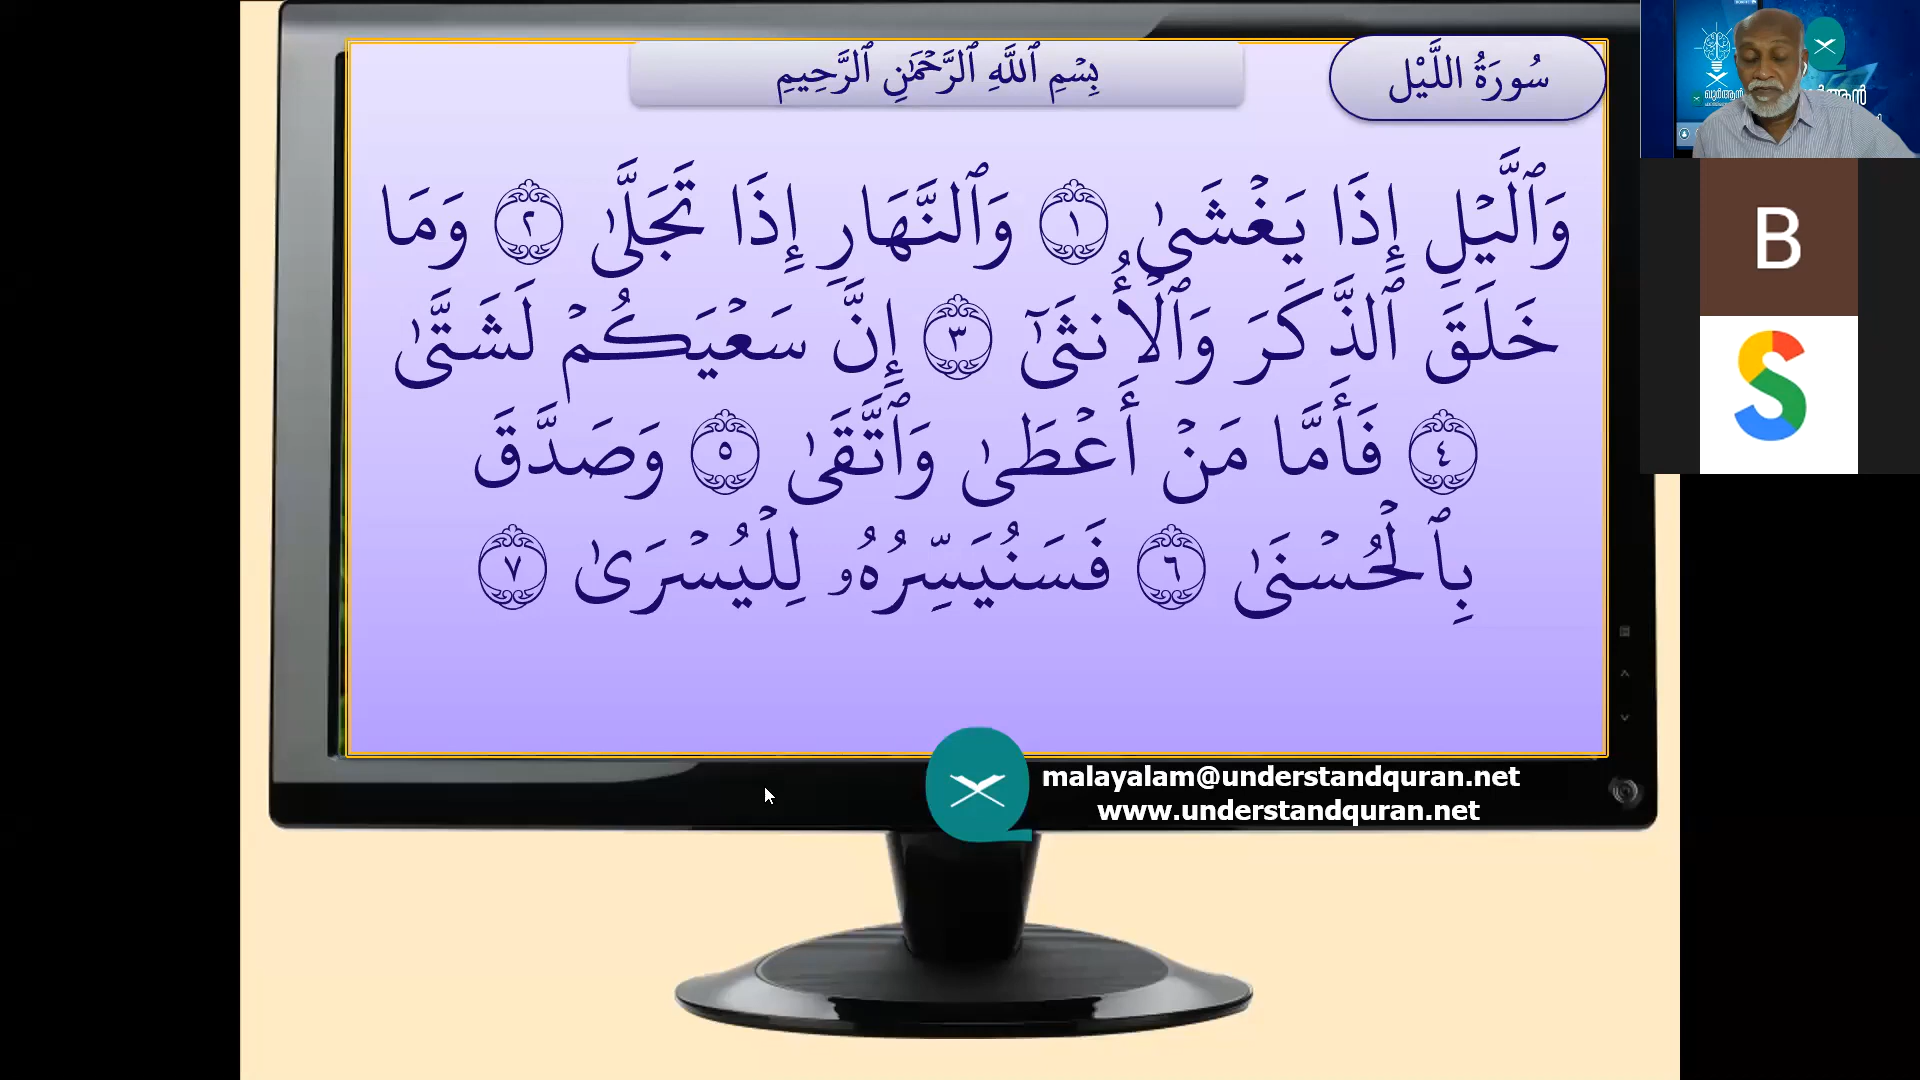 سُورَةُ اللَّيْل
بِسۡمِ ٱللَّهِ ٱلرَّحۡمَٰنِ ٱلرَّحِيمِ
وَٱلَّيۡلِ إِذَا يَغۡشَىٰ ١ وَٱلنَّهَارِ إِذَا تَجَلَّىٰ ٢ وَمَا
خَلَقَ ٱلذَّكَرَ وَٱلۡأُنثَىٰٓ ٣ إِنَّ سَعۡيَكُمۡ لَشَتَّىٰ
٤ فَأَمَّا مَنۡ أَعۡطَىٰ وَٱتَّقَىٰ ٥ وَصَدَّقَ
بِٱلۡحُسۡنَىٰ ٦ فَسَنُيَسِّرُهُۥ لِلۡيُسۡرَىٰ ٧
malayalam@understandquran.net
www.understandquran.net
B
S